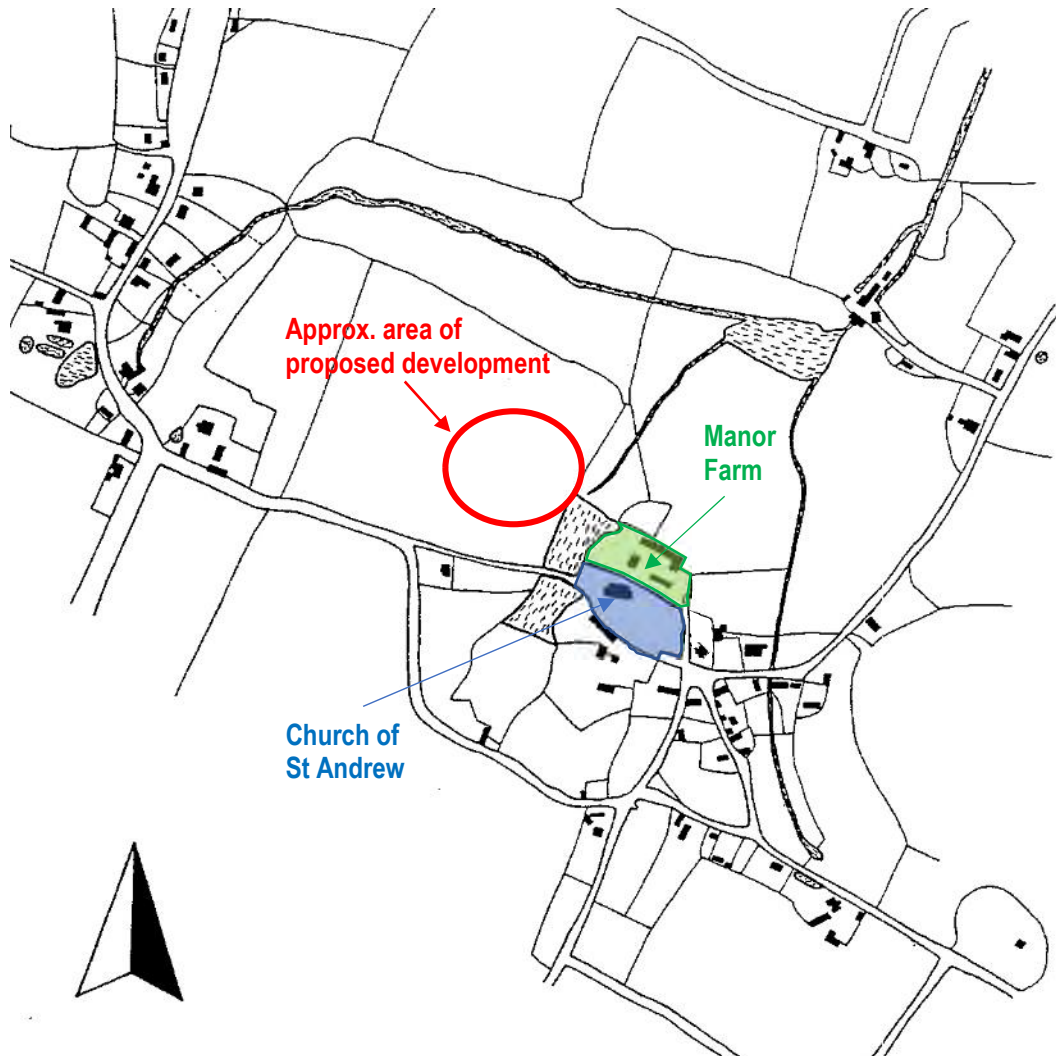 Approx. area of
proposed development
Manor
Farm
Church of
St Andrew